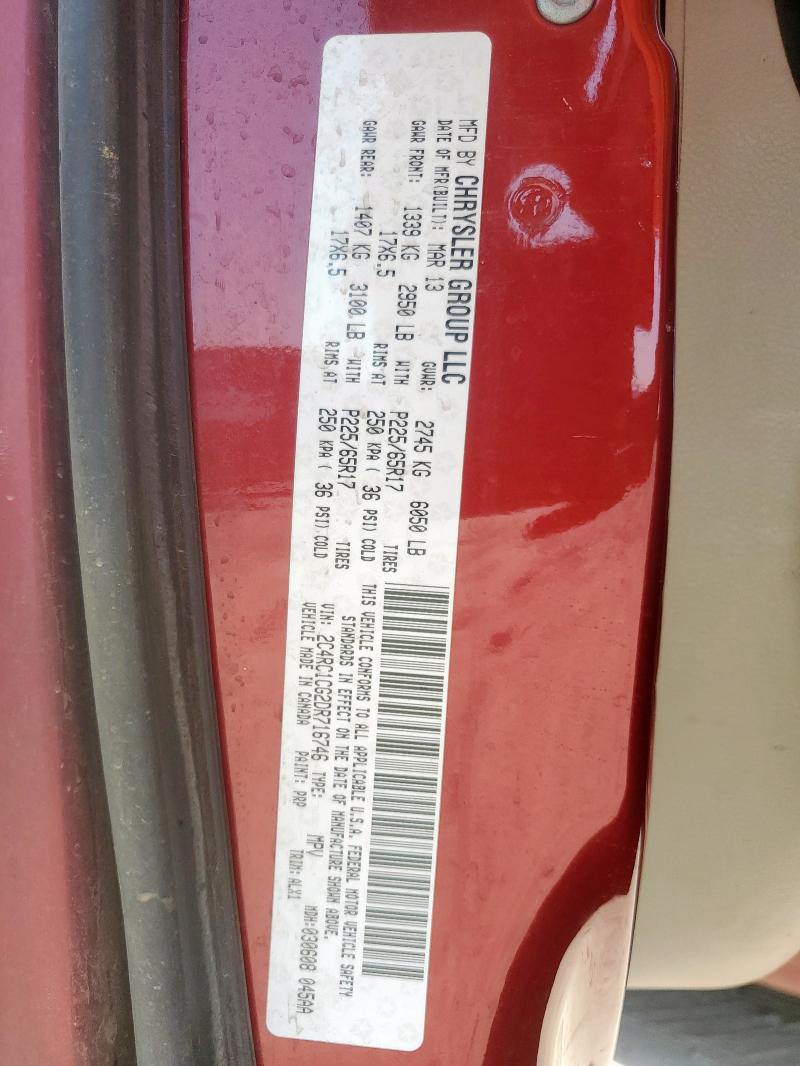 MFD BY CHRYSLER GROUP LLC
DATE OF MFR(BUILT): MAR 13 GVWR: 2745 KG 6050 LB
GAWR FRONT: 1339 KG 2950 LB WITH P225/65R17 TIRES
17X6.5 RIMS AT 250 KPA ( 36 PSI) COLD
GAWR REAR: 1407 KG 3100 LB WITH P225/65R17 TIRES
17X6.5 RIMS AT 250 KPA ( 36 PSI) COLD
THIS VEHICLE CONFORMS TO ALL APPLICABLE U.S.A. FEDERAL MOTOR VEHICLE SAFETY
STANDARDS IN EFFECT ON THE DATE OF MANUFACTURE SHOWN ABOVE.
VIN: 2C4RC1CG2DR716746 TYPE: MPV MDH:030608 045AA
VEHICLE MADE IN CANADA PAINT: PRP TRIM:ALX1